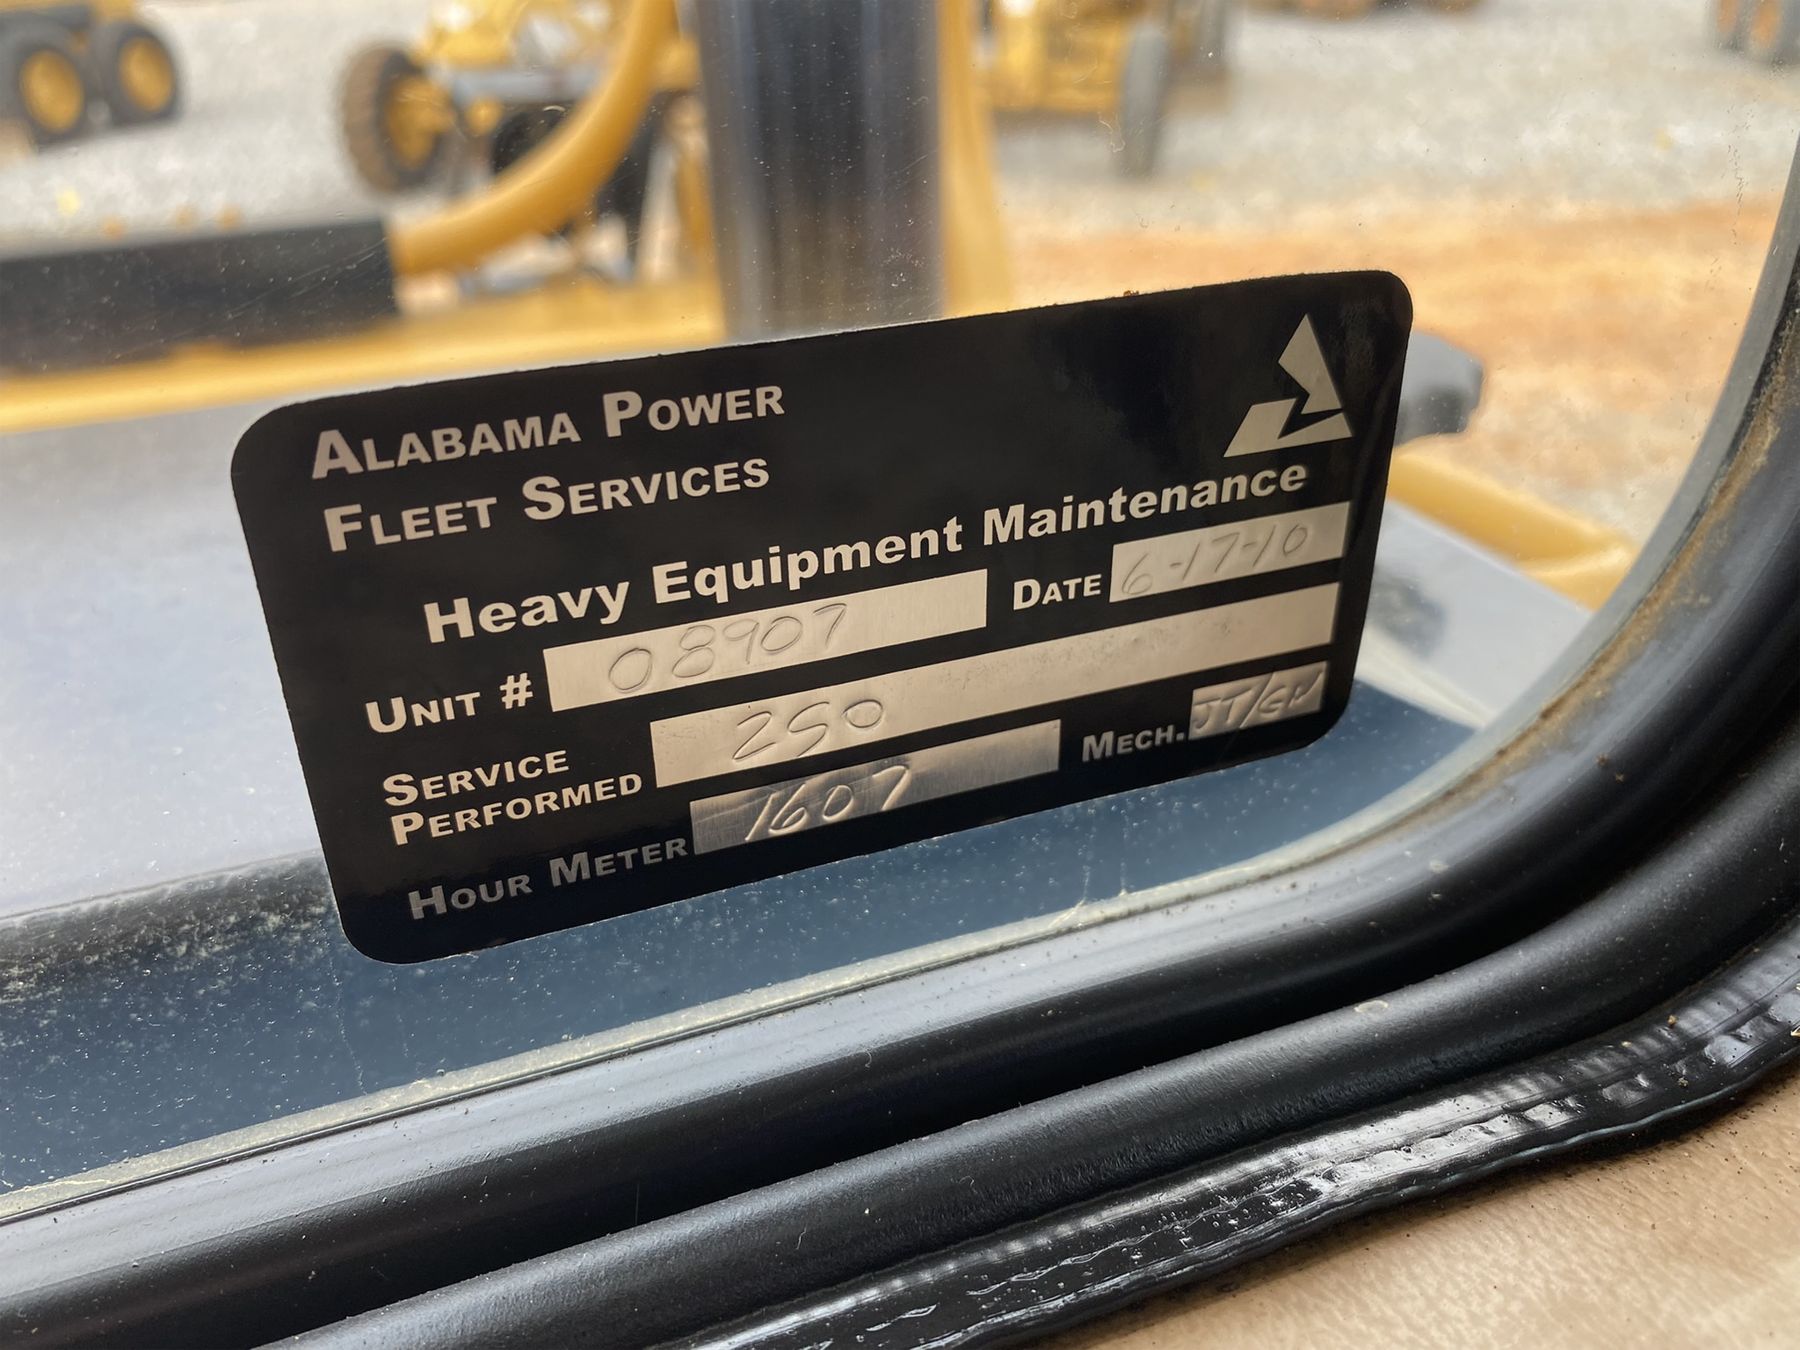 ALABAMA POWER
FLEET SERVICES
Heavy Equipment Maintenance
UNIT # 08907 DATE 6-17-10
SERVICE PERFORMED 250
HOUR METER 1607 MECH. JT/